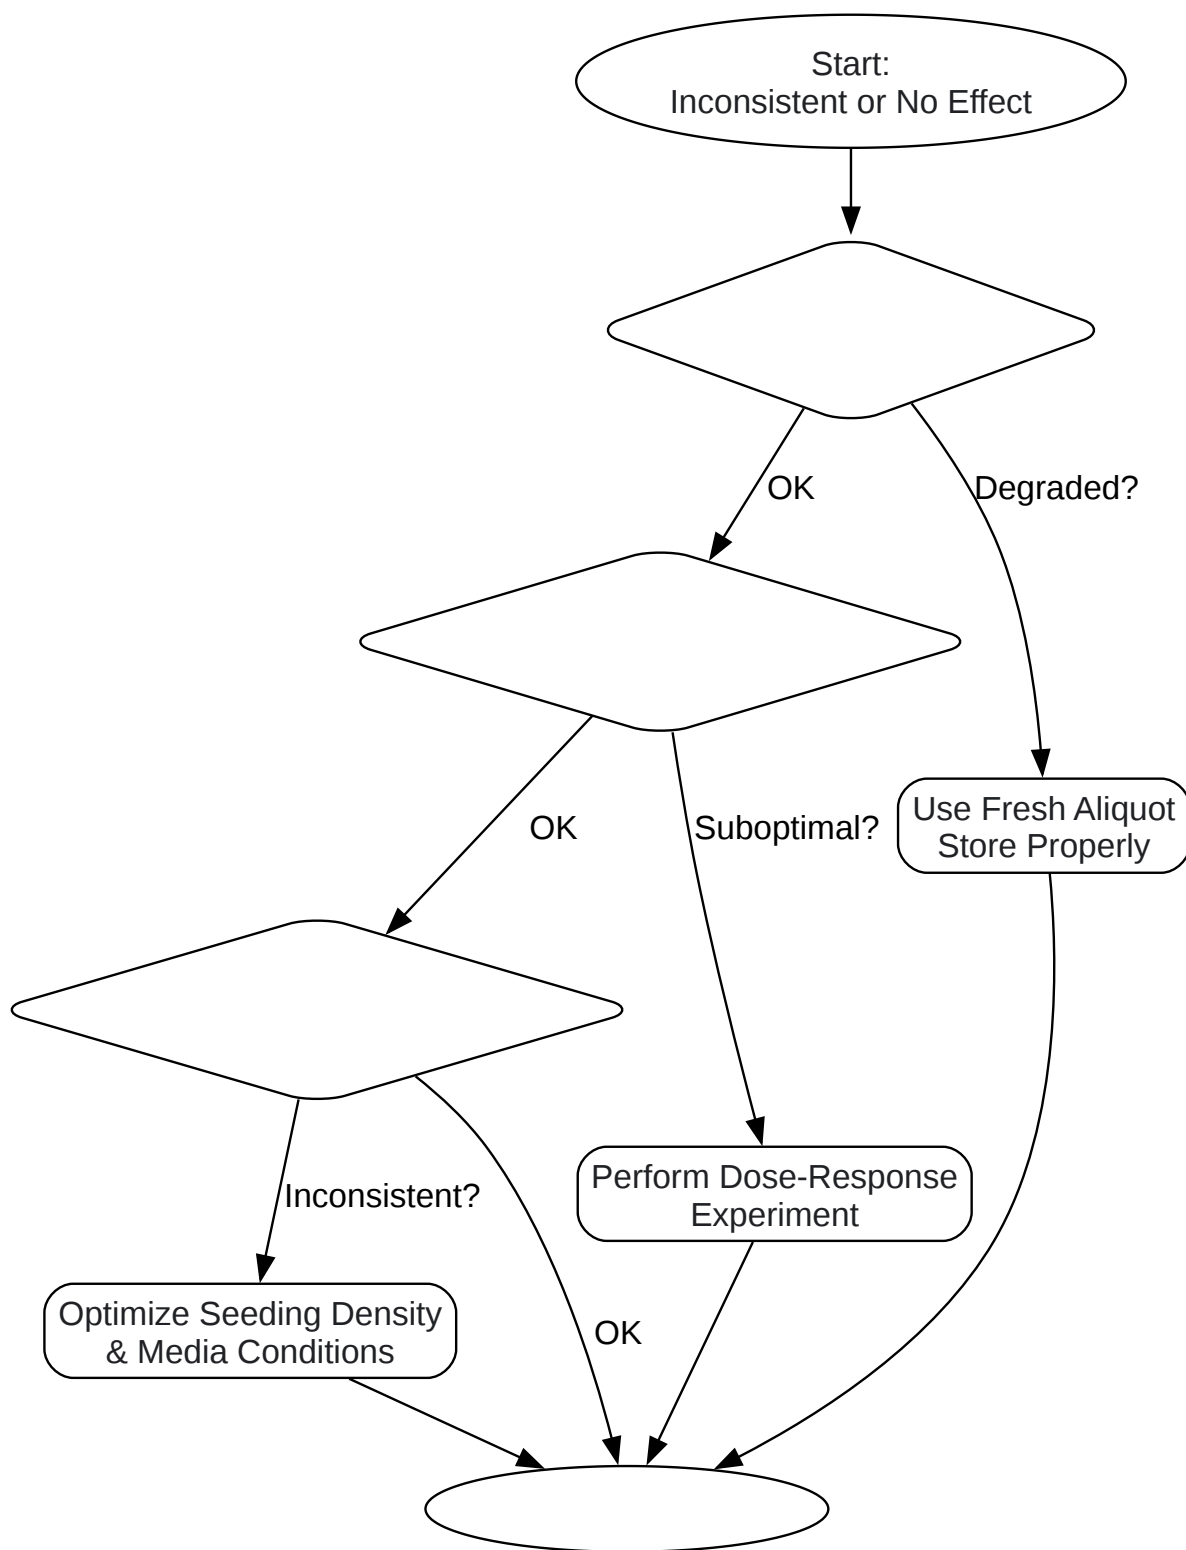 Start:
Inconsistent or No Effect
OK
Degraded?
OK
Suboptimal?
Use Fresh Aliquot
Store Properly
Inconsistent?
Perform Dose-Response
Experiment
Optimize Seeding Density
& Media Conditions
OK